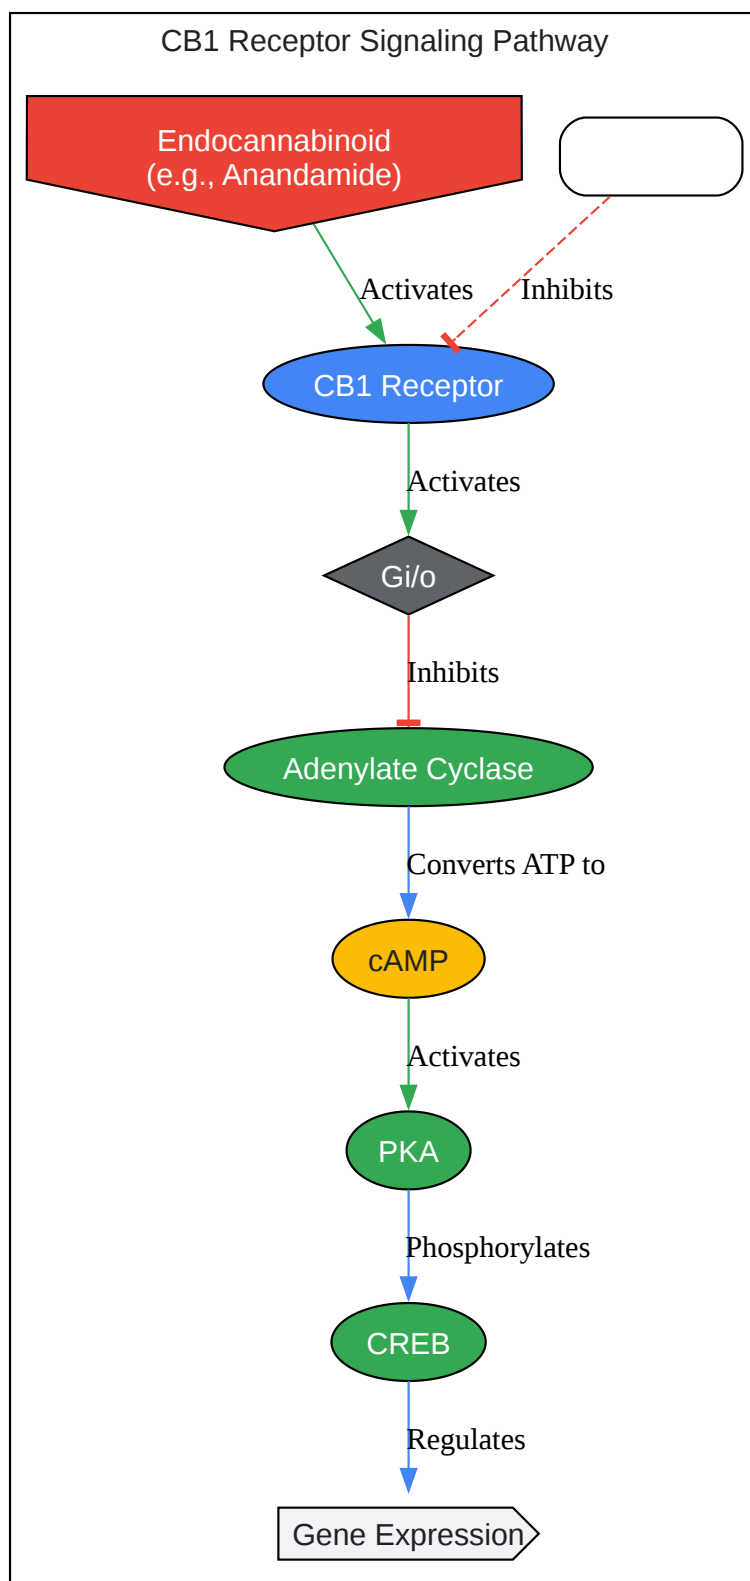 CB1 Receptor Signaling Pathway
Endocannabinoid
(e.g., Anandamide)
Activates
Inhibits
CB1 Receptor
Activates
Gi/o
Inhibits
Adenylate Cyclase
Converts ATP to
cAMP
Activates
PKA
Phosphorylates
CREB
Regulates
Gene Expression